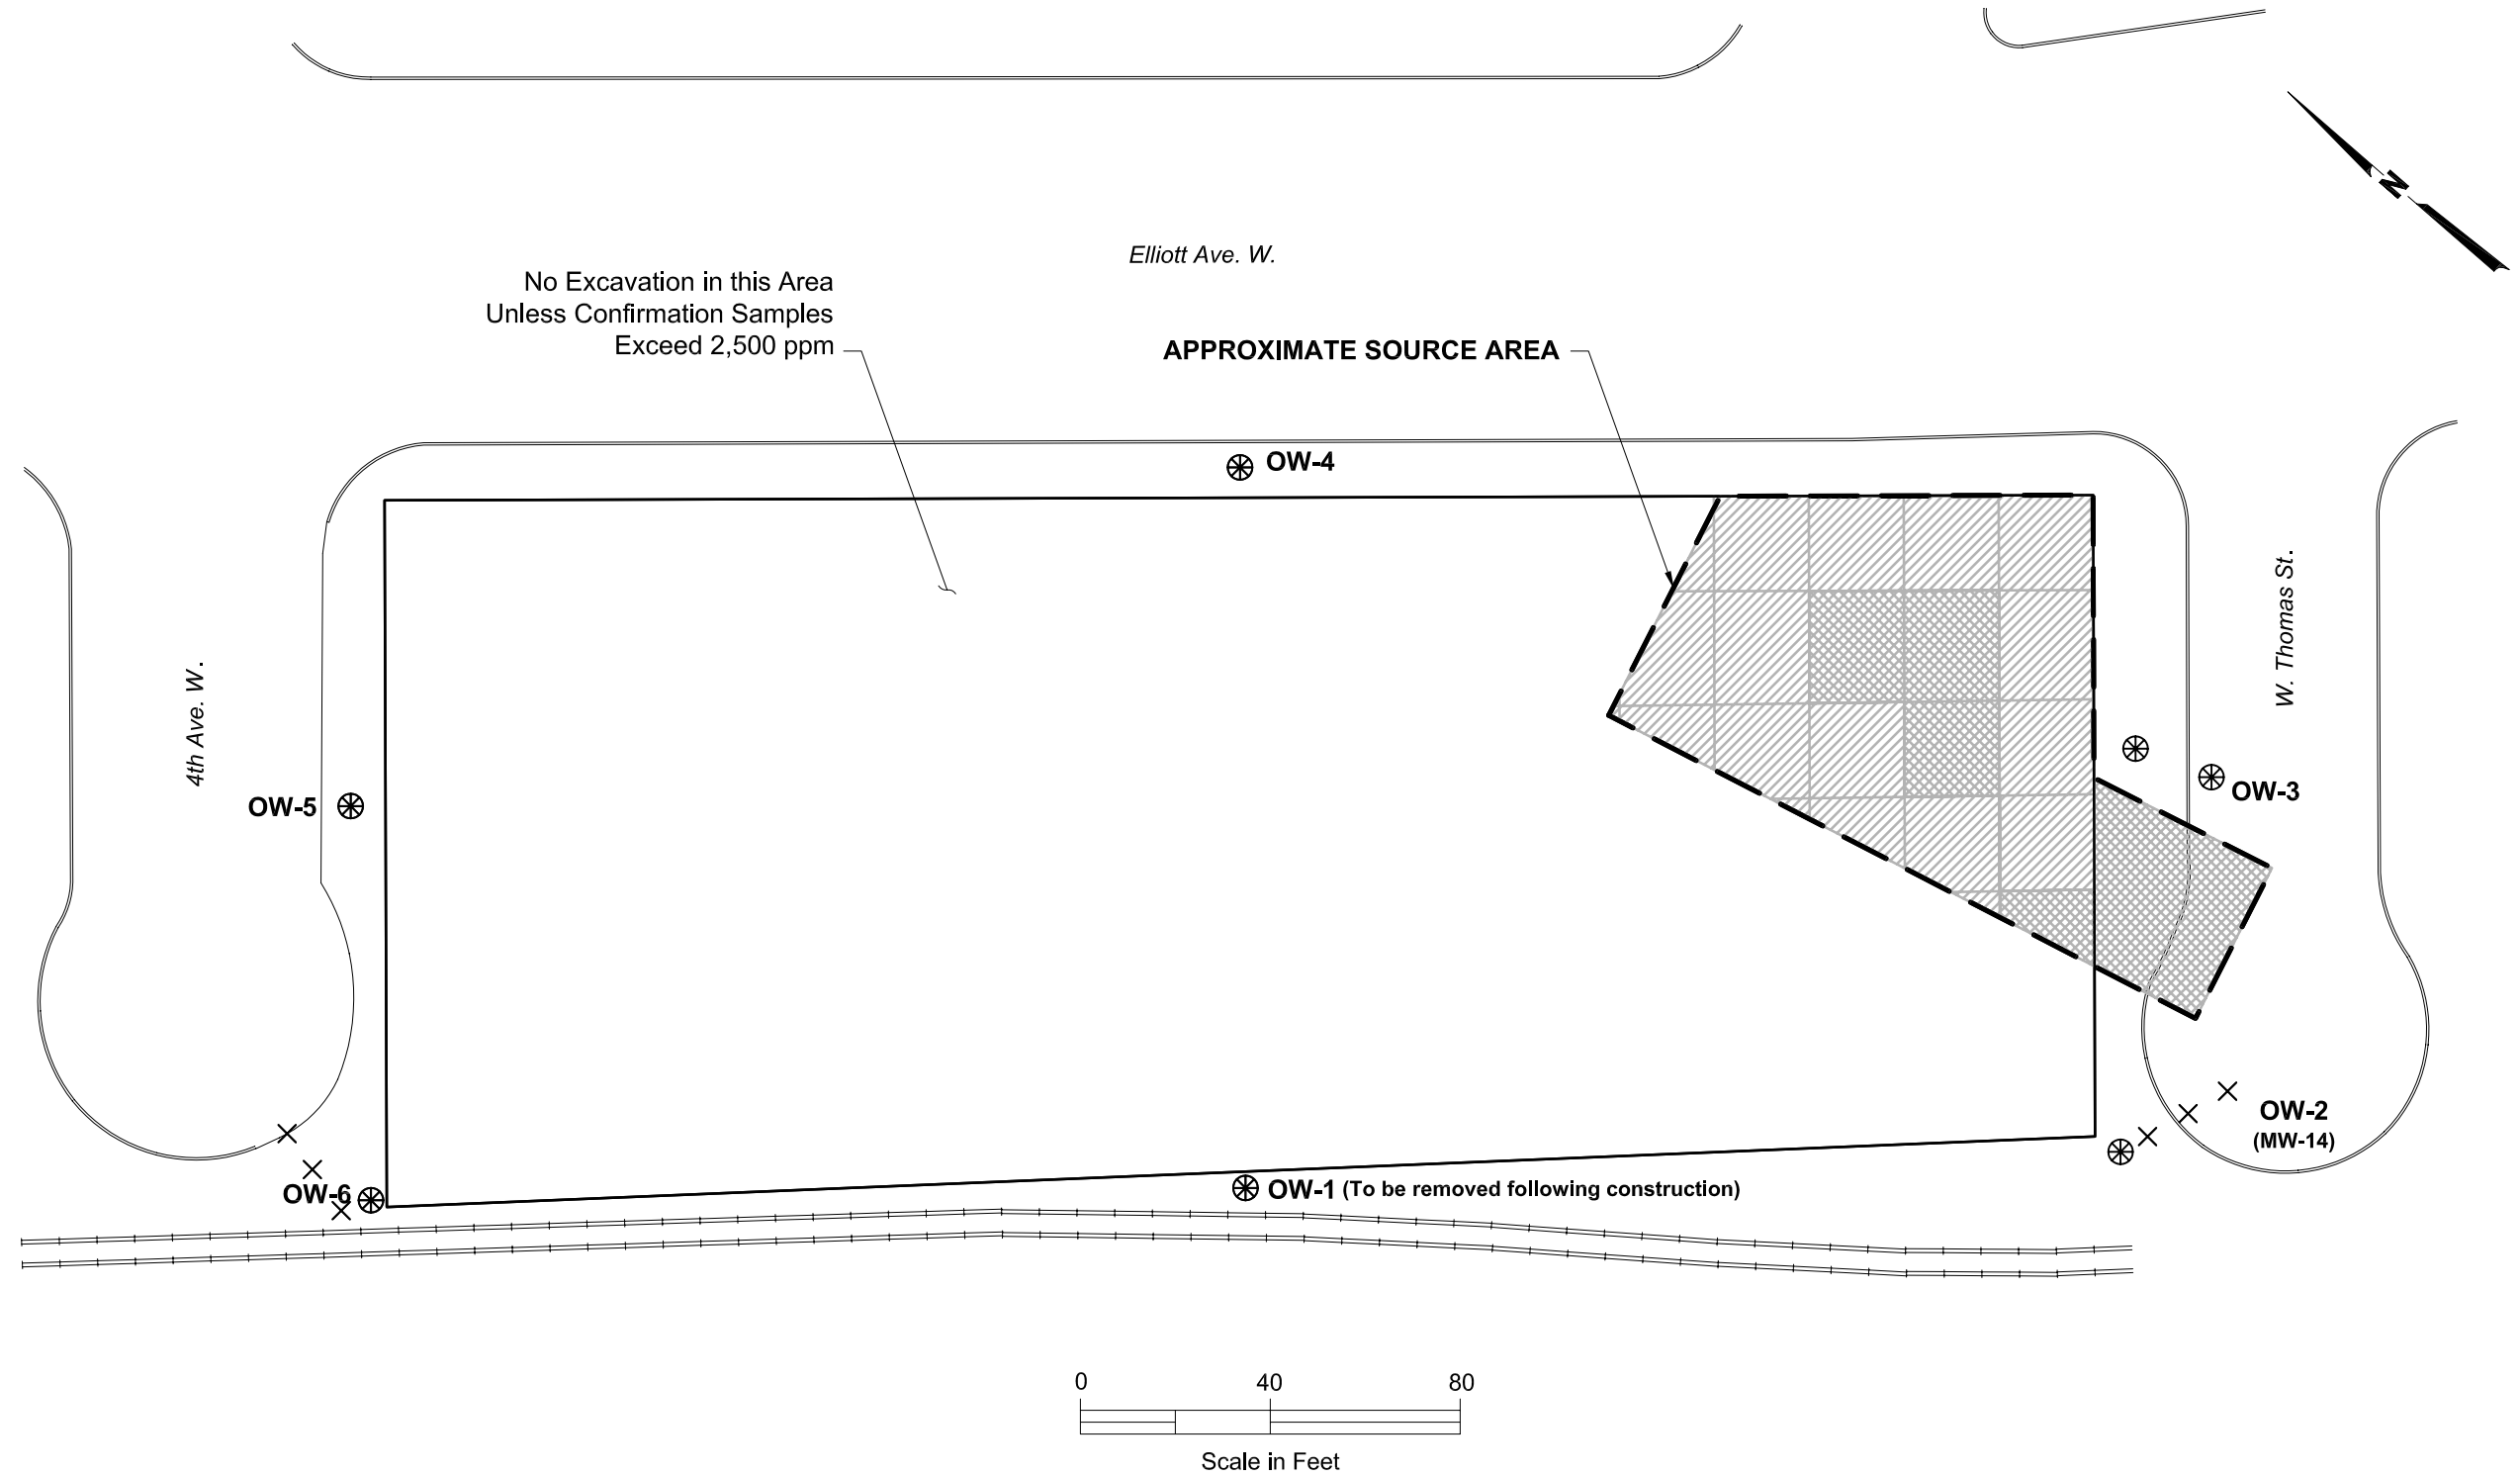 N
Elliott Ave. W.
No Excavation in this Area
Unless Confirmation Samples
Exceed 2,500 ppm
APPROXIMATE SOURCE AREA
OW-4
W. Thomas St.
4th Ave. W.
OW-5
OW-3
OW-2
(MW-14)
OW-6
OW-1 (To be removed following construction)
0 40 80
Scale in Feet